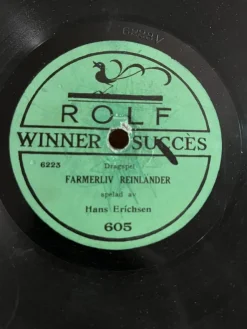 ROLF
WINNER SUCCÈS
6223
Dragspel
FARMERLIV REINLANDER
spelad av
Hans Erichsen
605